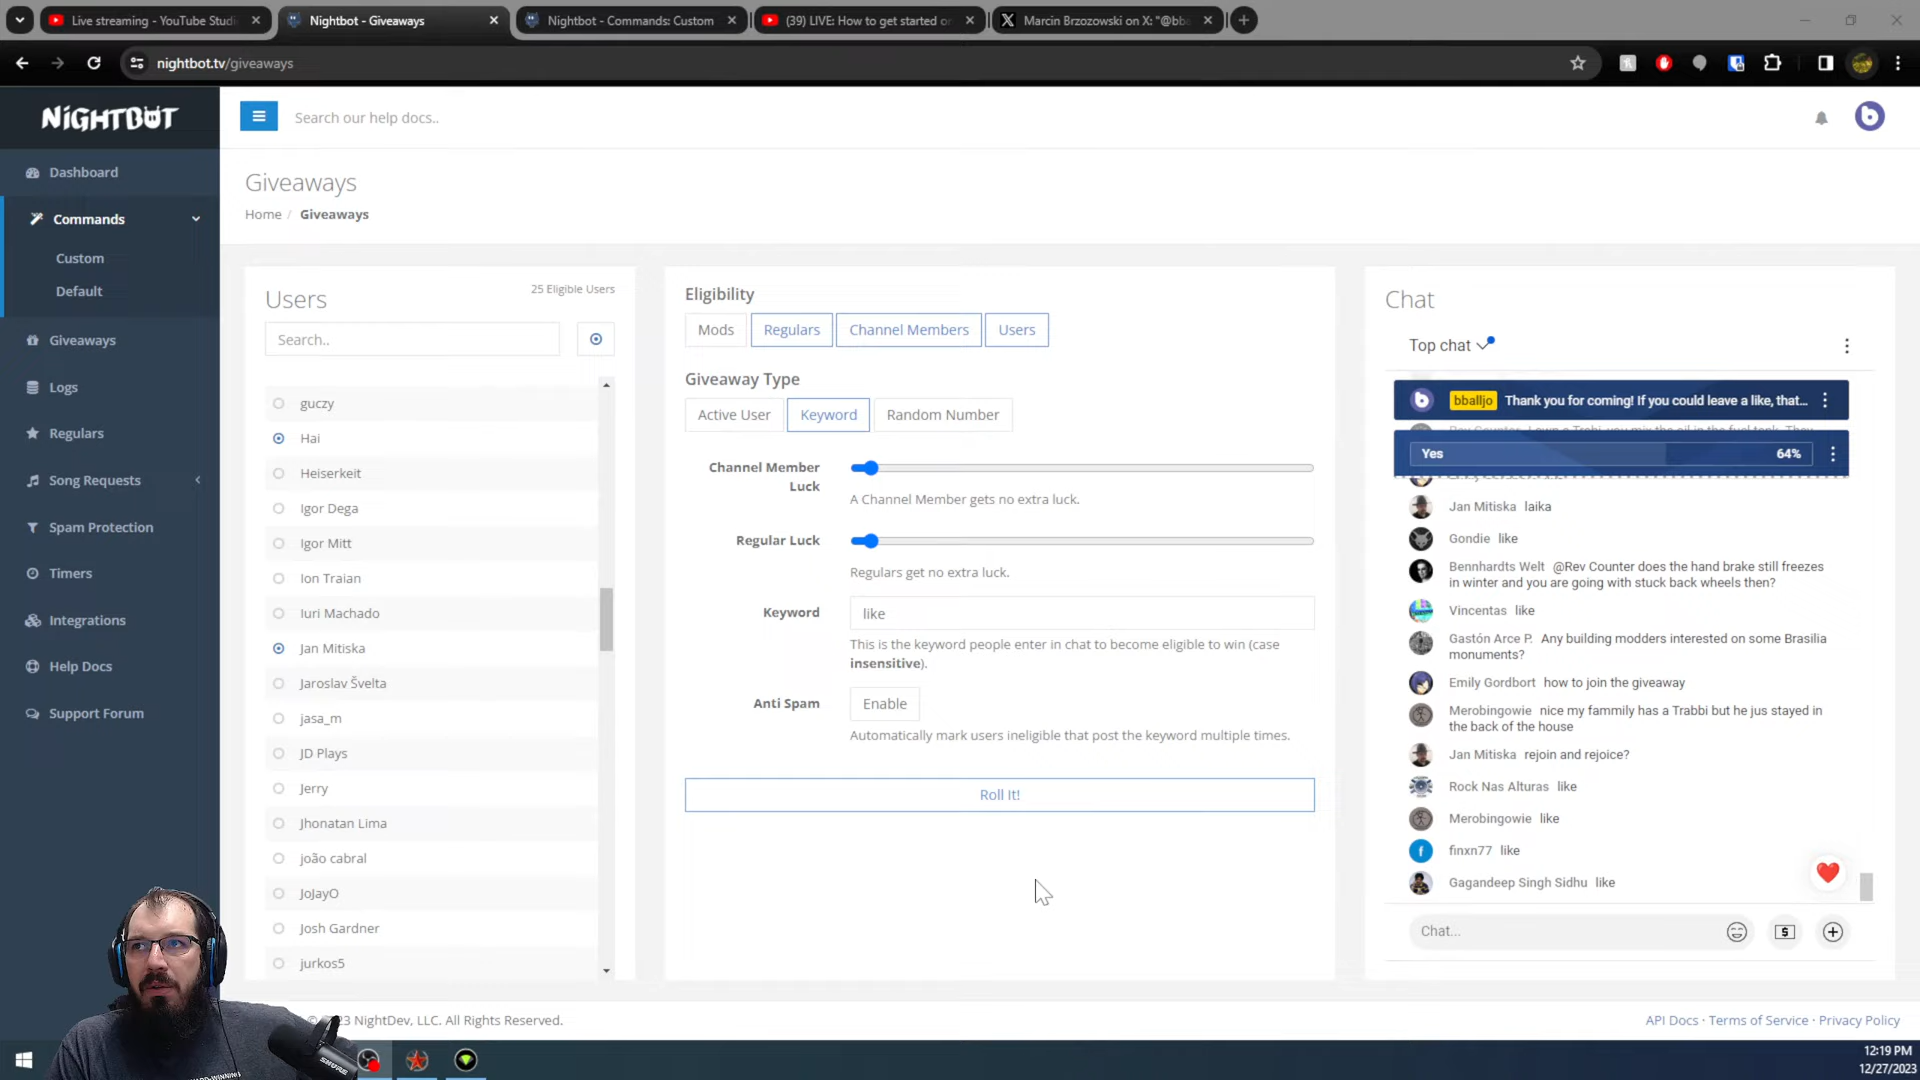 Live streaming - YouTube Studi
Nightbot - Giveaways
Nightbot - Commands: Custom
(39) LIVE: How to get started or
Marcin Brzozowski on X: "@bba
nightbot.tv/giveaways
NIGHTBOT
Search our help docs..
Dashboard
Commands
Custom
Default
Giveaways
Logs
Regulars
Song Requests
Spam Protection
Timers
Integrations
Help Docs
Support Forum
Giveaways
Home / Giveaways
Users
25 Eligible Users
Search..
guczy
Hai
Heiserkeit
Igor Dega
Igor Mitt
Ion Traian
Iuri Machado
Jan Mitiska
Jaroslav Švelta
jasa_m
JD Plays
Jerry
Jhonatan Lima
joão cabral
JoJayO
Josh Gardner
jurkos5
Eligibility
Mods
Regulars
Channel Members
Users
Giveaway Type
Active User
Keyword
Random Number
Channel Member
Luck
A Channel Member gets no extra luck.
Regular Luck
Regulars get no extra luck.
Keyword
like
This is the keyword people enter in chat to become eligible to win (case
insensitive).
Anti Spam
Enable
Automatically mark users ineligible that post the keyword multiple times.
Roll It!
Chat
Top chat
bballjo Thank you for coming! If you could leave a like, that...
Yes 64%
Jan Mitiska laika
Gondie like
Bennhardts Welt @Rev Counter does the hand brake still freezes
in winter and you are going with stuck back wheels then?
Vincentas like
Gastón Arce P. Any building modders interested on some Brasilia
monuments?
Emily Gordbort how to join the giveaway
Merobingowie nice my fammily has a Trabbi but he jus stayed in
the back of the house
Jan Mitiska rejoin and rejoice?
Rock Nas Alturas like
Merobingowie like
finxn77 like
Gagandeep Singh Sidhu like
Chat...
23 NightDev, LLC. All Rights Reserved.
API Docs · Terms of Service · Privacy Policy
SHURE
12:19 PM
12/27/2023